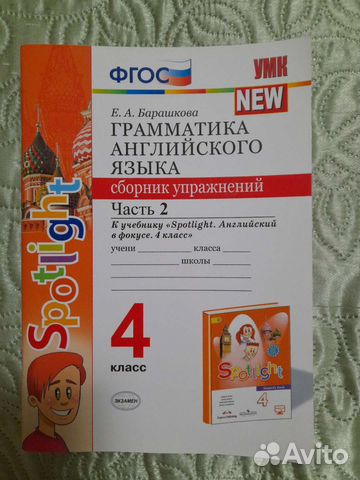 ФГОС
УМК
NEW
Е. А. Барашкова
ГРАММАТИКА
АНГЛИЙСКОГО
ЯЗЫКА
сборник упражнений
Часть 2
К учебнику «Spotlight. Английский
в фокусе. 4 класс»
учени класса
школы
Spotlight
4
класс
Spotlight
4
ЭКЗАМЕН
Avito